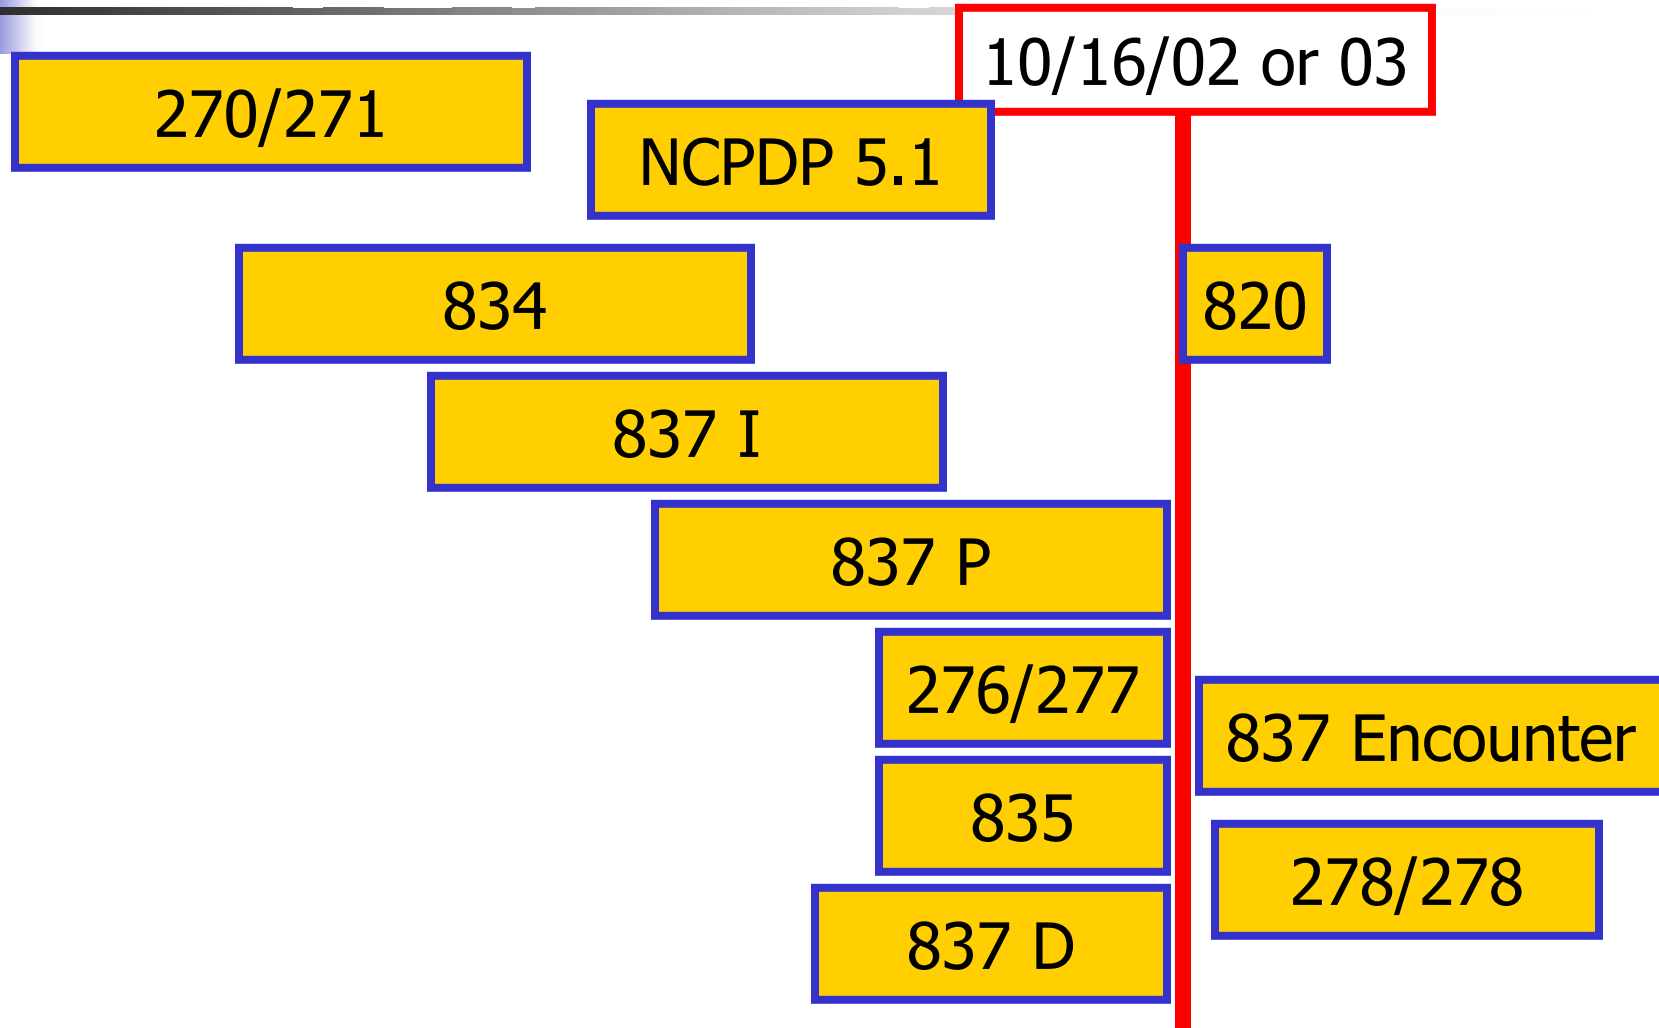 10/16/02 or 03
270/271
NCPDP 5.1
834
820
837 I
837 P
276/277
837 Encounter
835
278/278
837 D